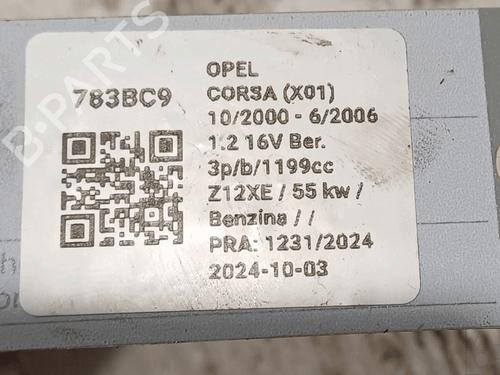 783BC9
OPEL
CORSA (X01)
10/2000 - 6/2006
1.2 16V Ber.
3p/b/1199cc
Z12XE / 55 kw /
Benzina / /
PRA: 1231/2024
2024-10-03
B-PARTS